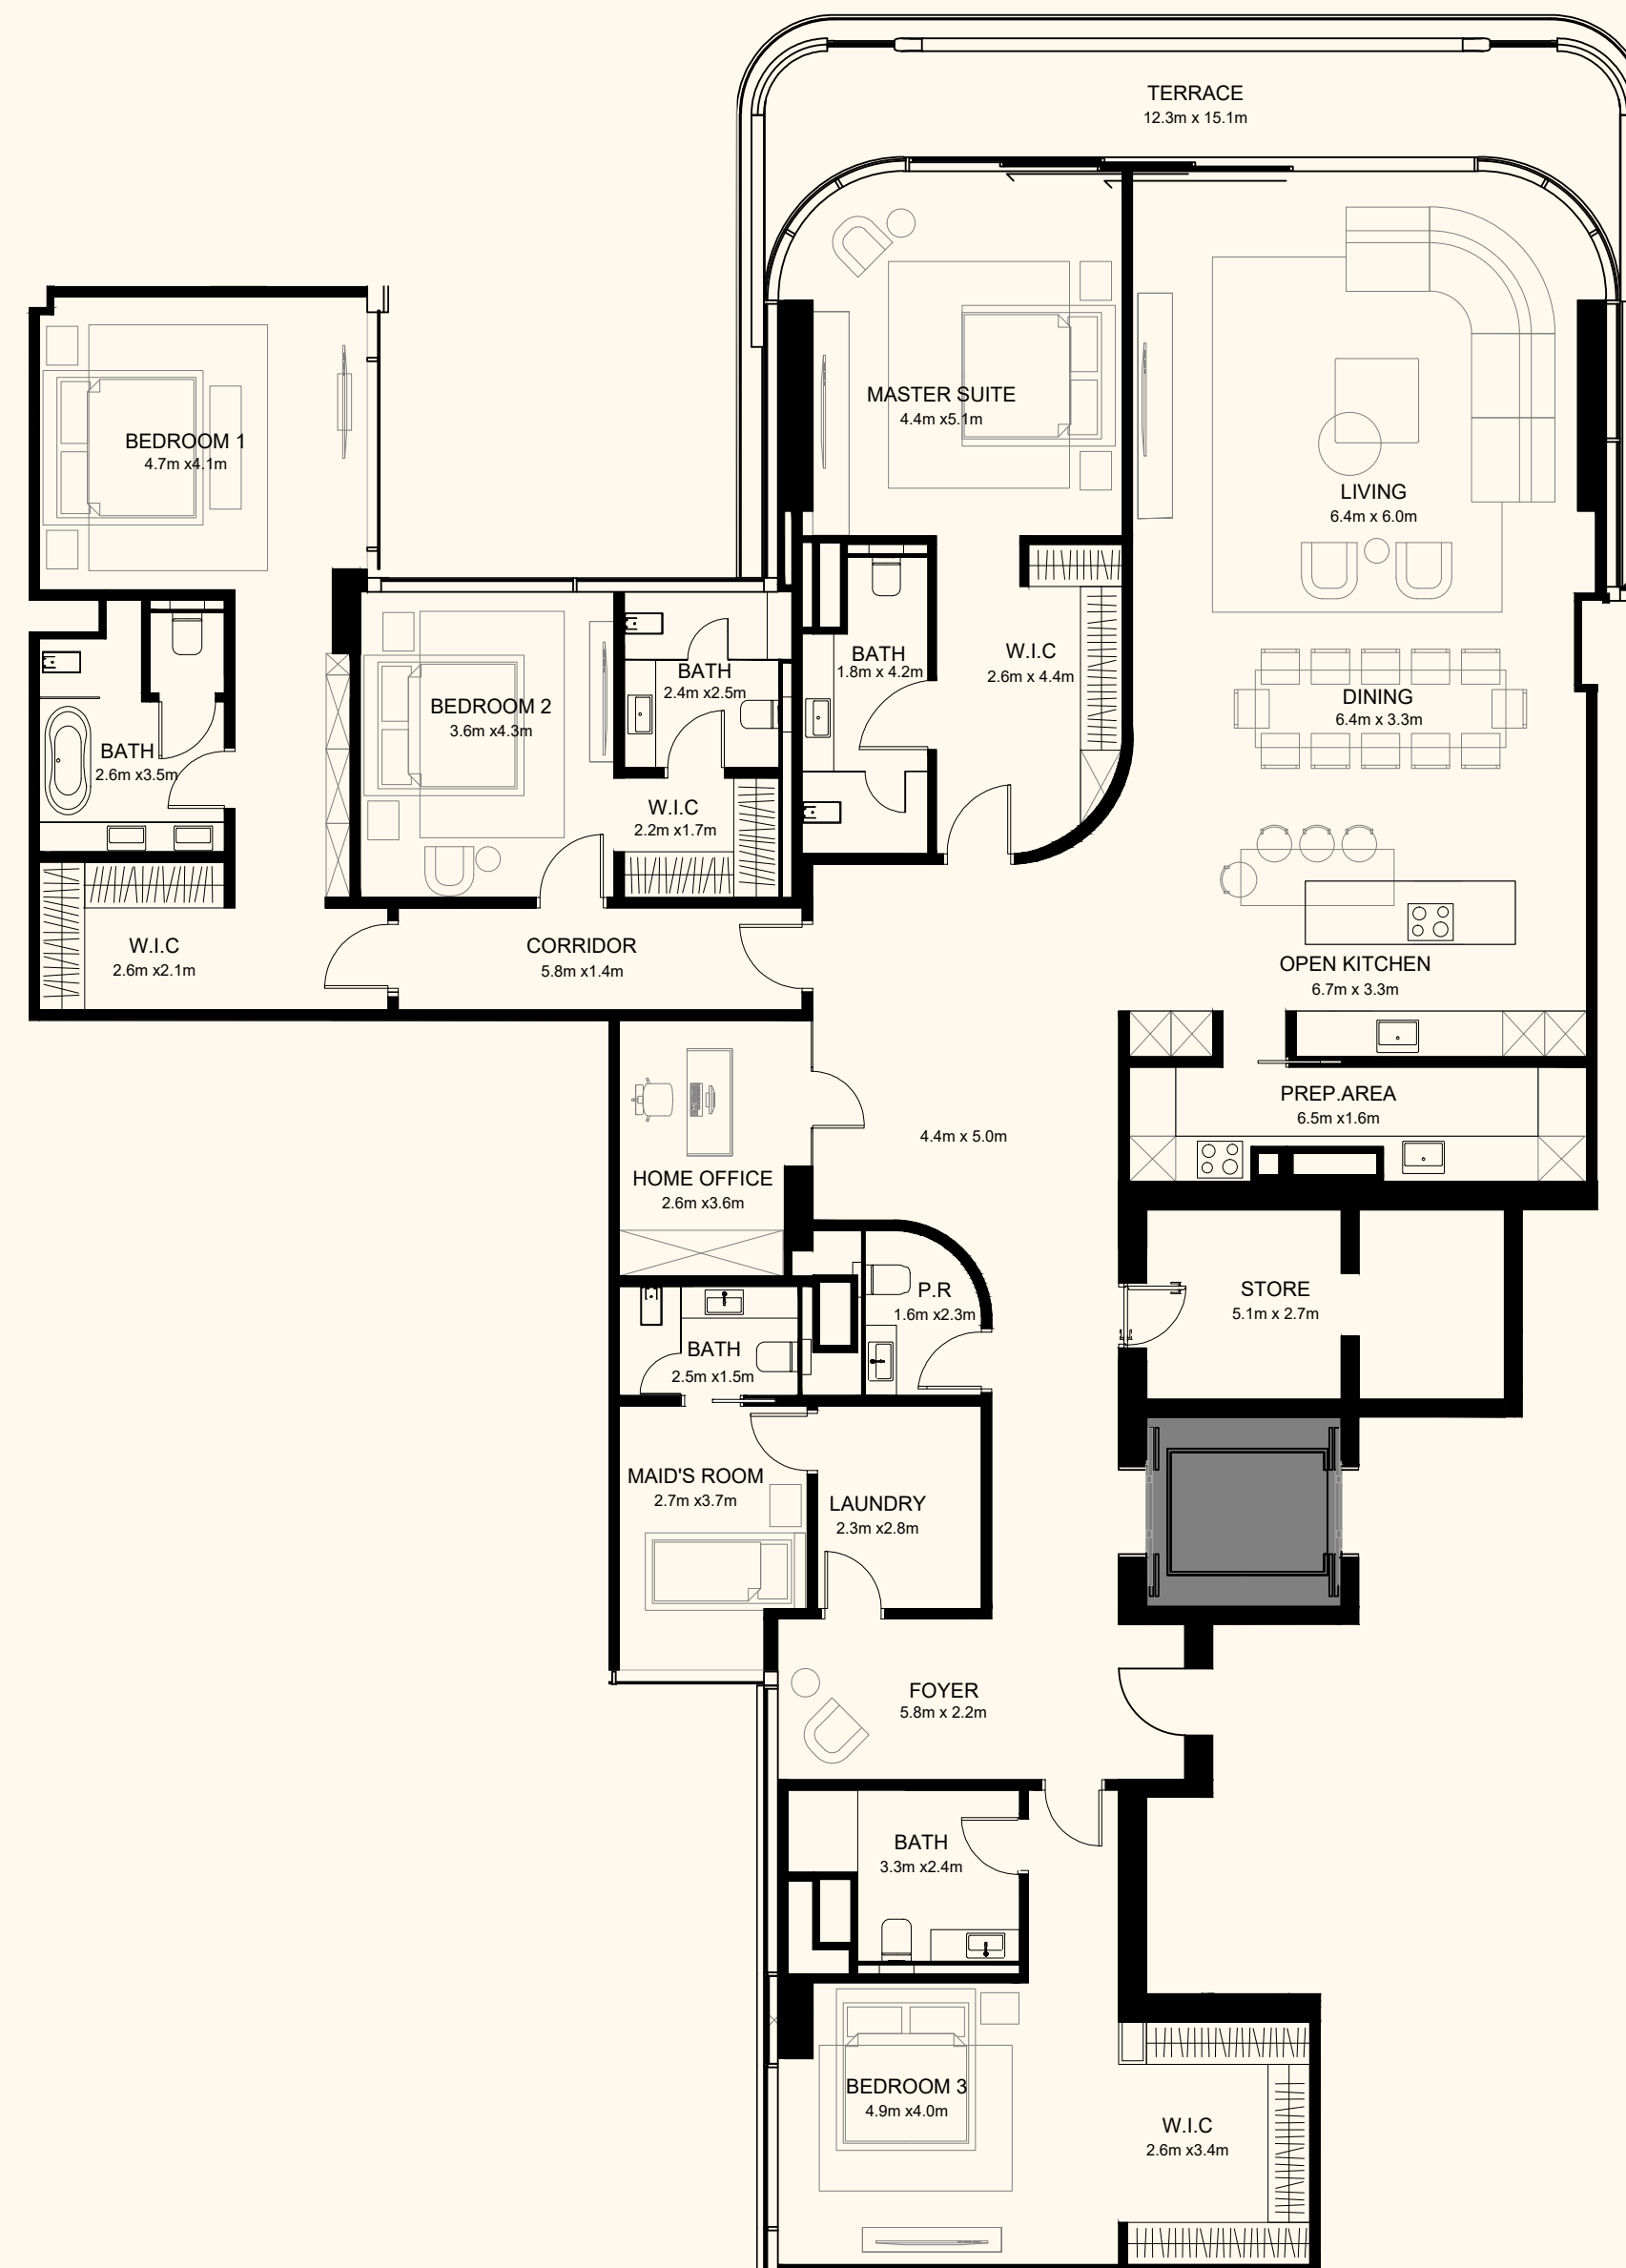 TERRACE
12.3m x 15.1m
MASTER SUITE
4.4m x5.1m
BEDROOM 1
4.7m x4.1m
LIVING
6.4m x 6.0m
BATH
1.8m x 4.2m
W.I.C
2.6m x 4.4m
BATH
2.4m x2.5m
BEDROOM 2
3.6m x4.3m
DINING
6.4m x 3.3m
BATH
2.6m x3.5m
W.I.C
2.2m x1.7m
W.I.C
2.6m x2.1m
CORRIDOR
5.8m x1.4m
OPEN KITCHEN
6.7m x 3.3m
PREP.AREA
6.5m x1.6m
4.4m x 5.0m
HOME OFFICE
2.6m x3.6m
P.R
1.6m x2.3m
STORE
5.1m x 2.7m
BATH
2.5m x1.5m
MAID'S ROOM
2.7m x3.7m
LAUNDRY
2.3m x2.8m
FOYER
5.8m x 2.2m
BATH
3.3m x2.4m
BEDROOM 3
4.9m x4.0m
W.I.C
2.6m x3.4m